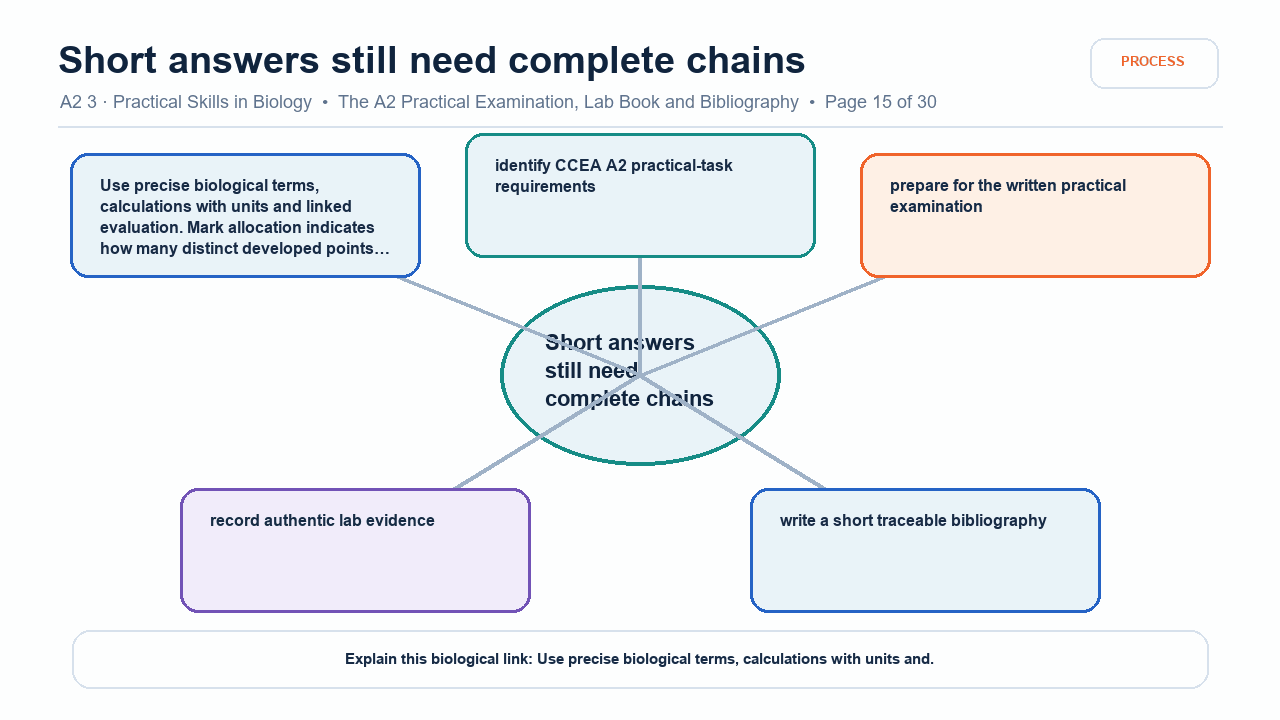 Short answers still need complete chains
PROCESS
A2 3 · Practical Skills in Biology • The A2 Practical Examination, Lab Book and Bibliography • Page 15 of 30
Use precise biological terms,
calculations with units and linked
evaluation. Mark allocation indicates
how many distinct developed points…
identify CCEA A2 practical-task
requirements
prepare for the written practical
examination
Short answers
still need
complete chains
record authentic lab evidence
write a short traceable bibliography
Explain this biological link: Use precise biological terms, calculations with units and.